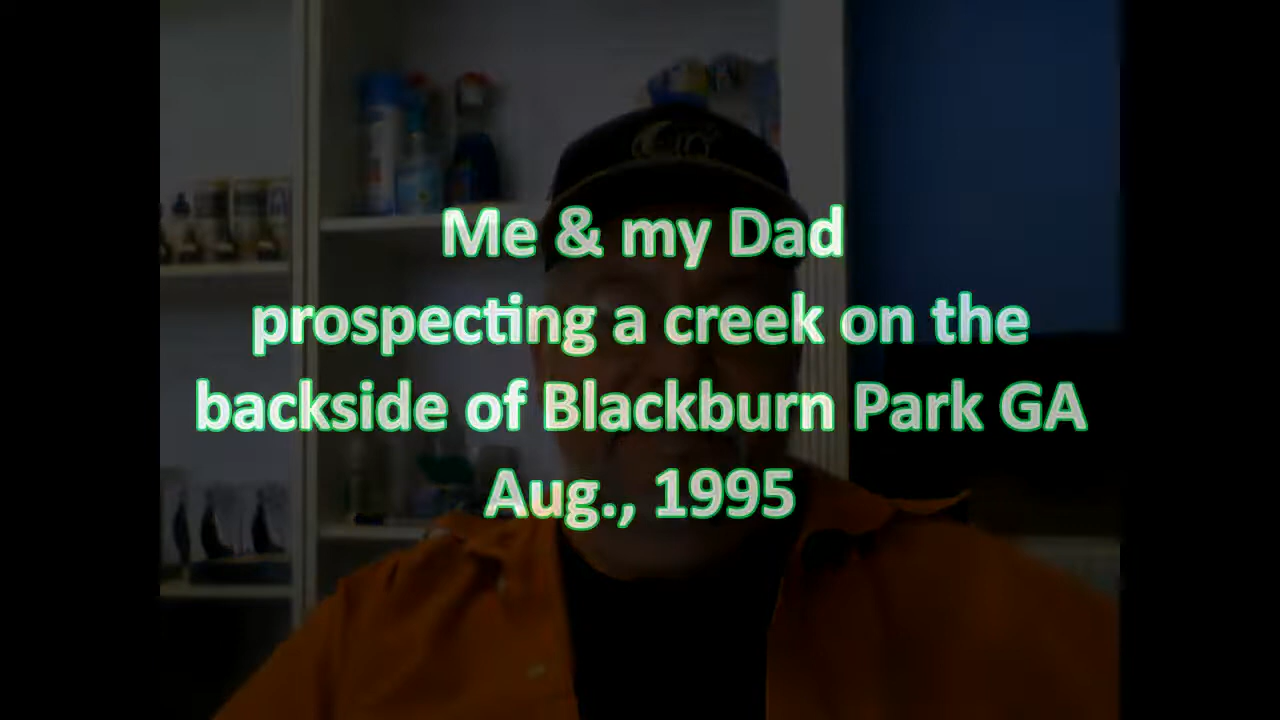 Me & my Dad
prospecting a creek on the
backside of Blackburn Park GA
Aug., 1995